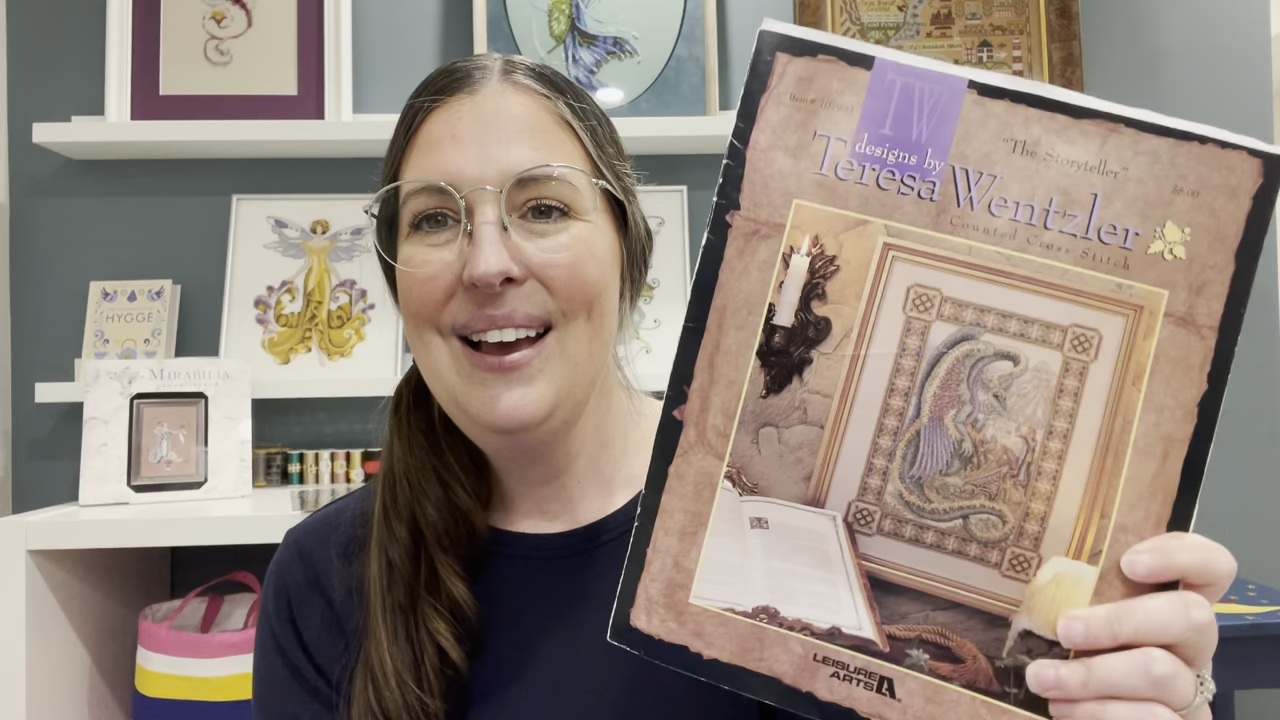 TW
"The Storyteller"
designs by
Teresa Wentzler
$8.00
Counted Cross Stitch
LEISURE
ARTS
HYGGE
MIRABILIA